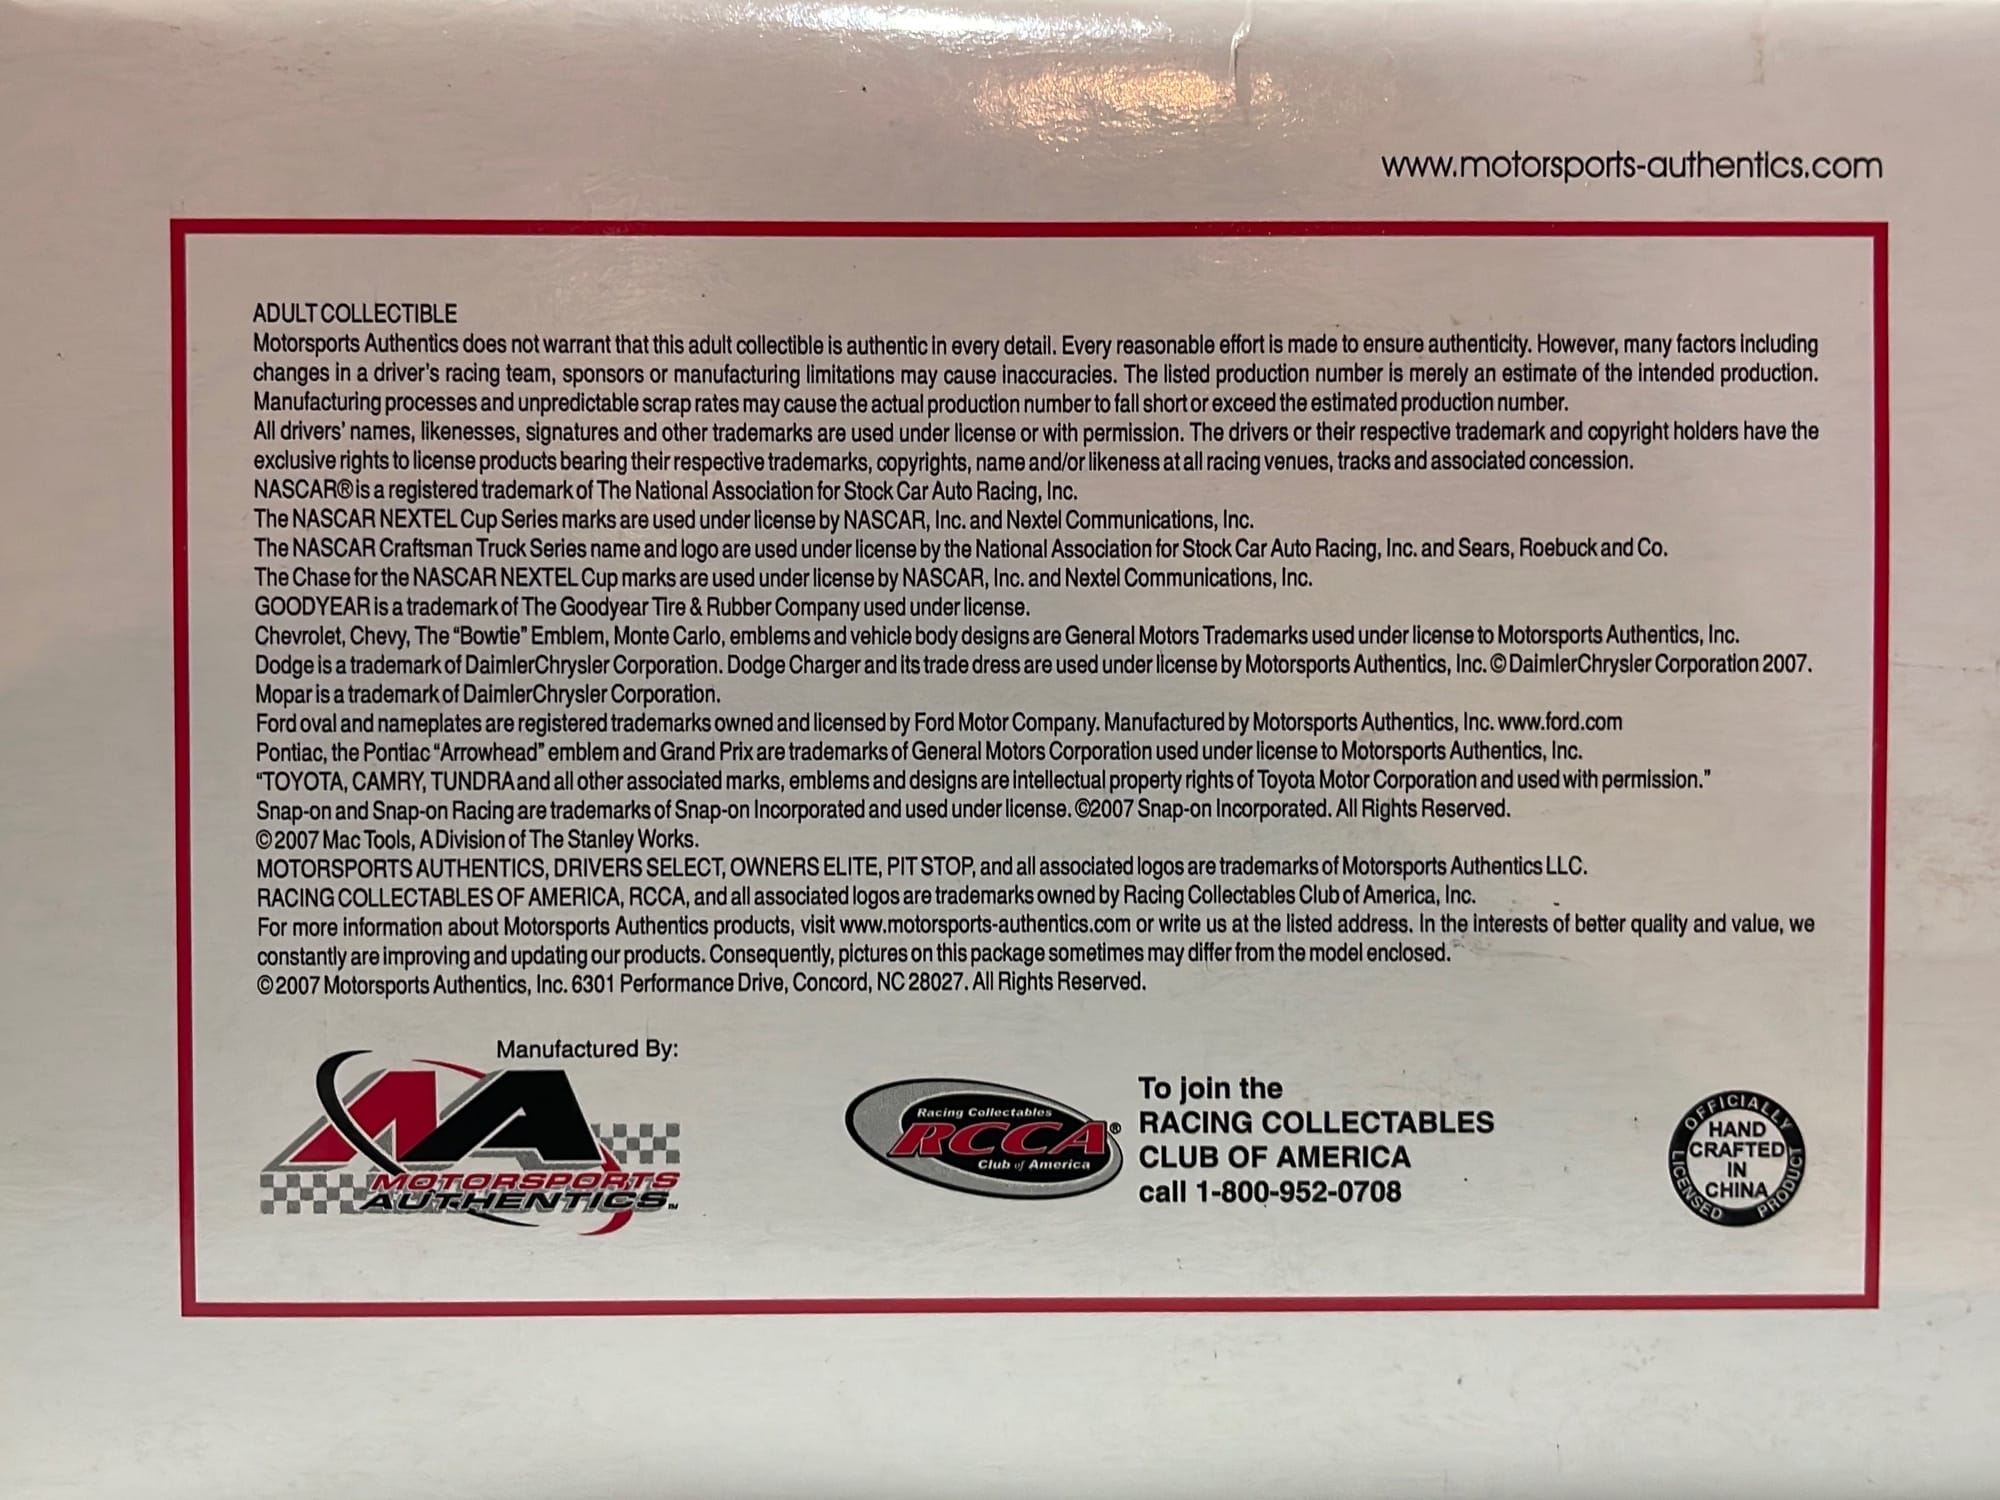 www.motorsports-authentics.com
ADULT COLLECTIBLE
Motorsports Authentics does not warrant that this adult collectible is authentic in every detail. Every reasonable effort is made to ensure authenticity. However, many factors including
changes in a driver's racing team, sponsors or manufacturing limitations may cause inaccuracies. The listed production number is merely an estimate of the intended production.
Manufacturing processes and unpredictable scrap rates may cause the actual production number to fall short or exceed the estimated production number.
All drivers' names, likenesses, signatures and other trademarks are used under license or with permission. The drivers or their respective trademark and copyright holders have the
exclusive rights to license products bearing their respective trademarks, copyrights, name and/or likeness at all racing venues, tracks and associated concession.
NASCAR® is a registered trademark of The National Association for Stock Car Auto Racing, Inc.
The NASCAR NEXTEL Cup Series marks are used under license by NASCAR, Inc. and Nextel Communications, Inc.
The NASCAR Craftsman Truck Series name and logo are used under license by the National Association for Stock Car Auto Racing, Inc. and Sears, Roebuck and Co.
The Chase for the NASCAR NEXTEL Cup marks are used under license by NASCAR, Inc. and Nextel Communications, Inc.
GOODYEAR is a trademark of The Goodyear Tire & Rubber Company used under license.
Chevrolet, Chevy, The “Bowtie” Emblem, Monte Carlo, emblems and vehicle body designs are General Motors Trademarks used under license to Motorsports Authentics, Inc.
Dodge is a trademark of DaimlerChrysler Corporation. Dodge Charger and its trade dress are used under license by Motorsports Authentics, Inc. © DaimlerChrysler Corporation 2007.
Mopar is a trademark of DaimlerChrysler Corporation.
Ford oval and nameplates are registered trademarks owned and licensed by Ford Motor Company. Manufactured by Motorsports Authentics, Inc. www.ford.com
Pontiac, the Pontiac “Arrowhead” emblem and Grand Prix are trademarks of General Motors Corporation used under license to Motorsports Authentics, Inc.
“TOYOTA, CAMRY, TUNDRA and all other associated marks, emblems and designs are intellectual property rights of Toyota Motor Corporation and used with permission.”
Snap-on and Snap-on Racing are trademarks of Snap-on Incorporated and used under license. ©2007 Snap-on Incorporated. All Rights Reserved.
©2007 Mac Tools, A Division of The Stanley Works.
MOTORSPORTS AUTHENTICS, DRIVERS SELECT, OWNERS ELITE, PIT STOP, and all associated logos are trademarks of Motorsports Authentics LLC.
RACING COLLECTABLES OF AMERICA, RCCA, and all associated logos are trademarks owned by Racing Collectables Club of America, Inc.
For more information about Motorsports Authentics products, visit www.motorsports-authentics.com or write us at the listed address. In the interests of better quality and value, we
constantly are improving and updating our products. Consequently, pictures on this package sometimes may differ from the model enclosed.
©2007 Motorsports Authentics, Inc. 6301 Performance Drive, Concord, NC 28027. All Rights Reserved.
Manufactured By:
MA
MOTORSPORTS
AUTHENTICS™
Racing Collectables
RCCA®
Club of America
To join the
RACING COLLECTABLES
CLUB OF AMERICA
call 1-800-952-0708
OFFICIALLY LICENSED PRODUCT
HAND
CRAFTED
IN
CHINA